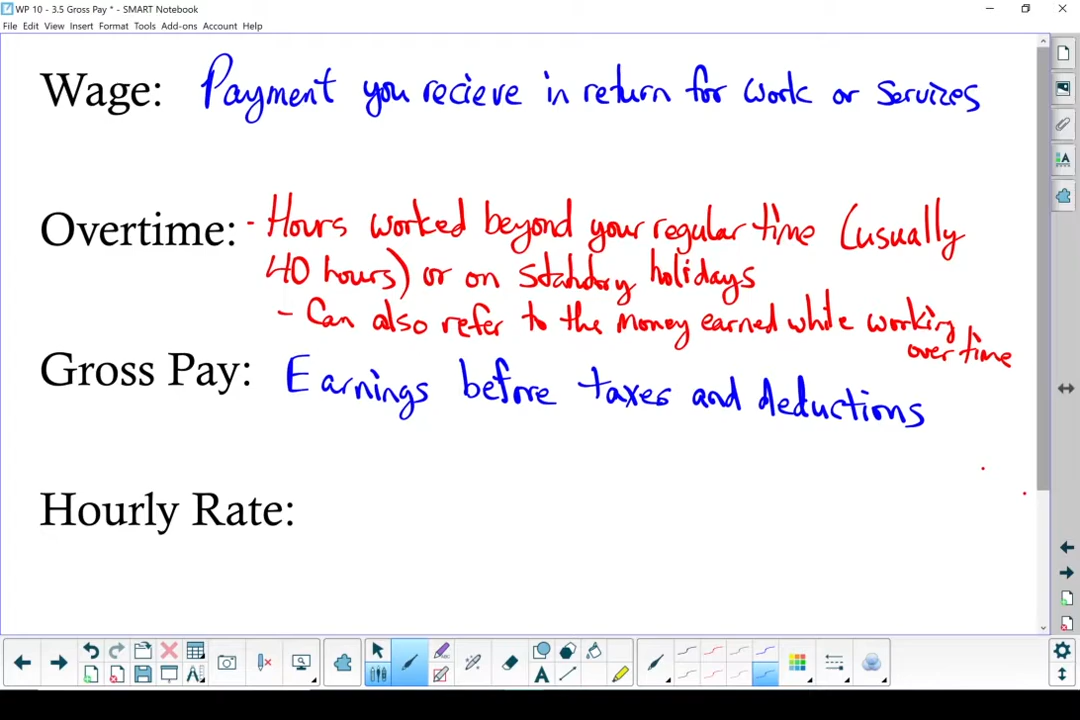 WP 10 - 3.5 Gross Pay * - SMART Notebook
File Edit View Insert Format Tools Add-ons Account Help
Wage: Payment you recieve in return for work or services
Overtime: - Hours worked beyond your regular time (usually
40 hours) or on statutory holidays
- Can also refer to the money earned while working
overtime
Gross Pay: Earnings before taxes and deductions
Hourly Rate: